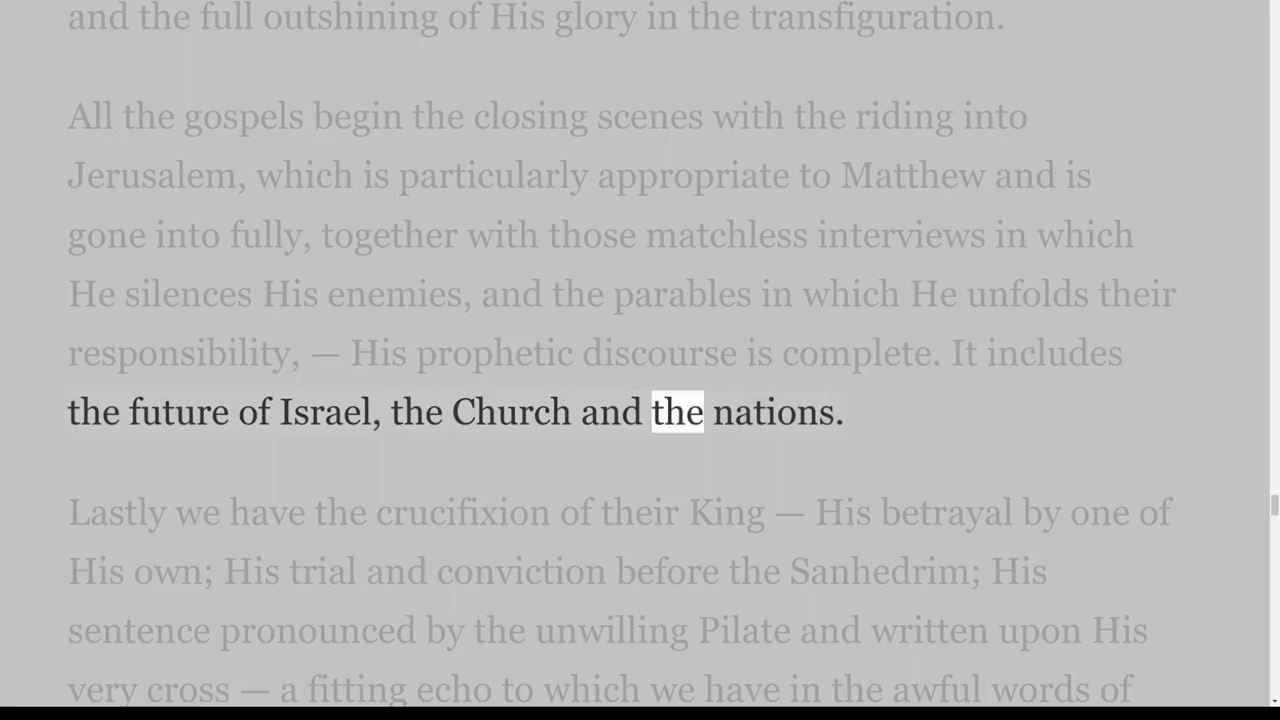 and the full outshining of His glory in the transfiguration.
All the gospels begin the closing scenes with the riding into
Jerusalem, which is particularly appropriate to Matthew and is
gone into fully, together with those matchless interviews in which
He silences His enemies, and the parables in which He unfolds their
responsibility, — His prophetic discourse is complete. It includes
the future of Israel, the Church and the nations.
Lastly we have the crucifixion of their King — His betrayal by one of
His own; His trial and conviction before the Sanhedrim; His
sentence pronounced by the unwilling Pilate and written upon His
very cross — a fitting echo to which we have in the awful words of